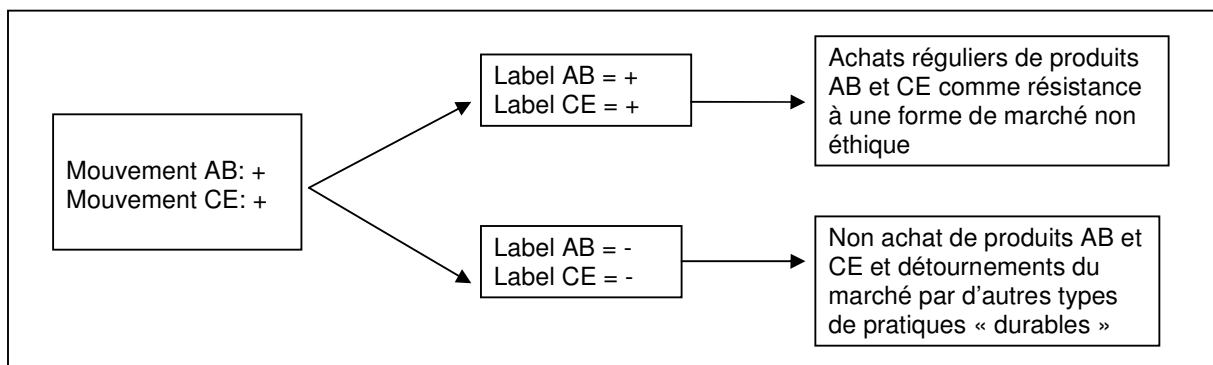 Mouvement AB: +
Mouvement CE: +
Label AB = +
Label CE = +
Achats réguliers de produits
AB et CE comme résistance
à une forme de marché non
éthique
Label AB = -
Label CE = -
Non achat de produits AB et
CE et détournements du
marché par d'autres types
de pratiques « durables »